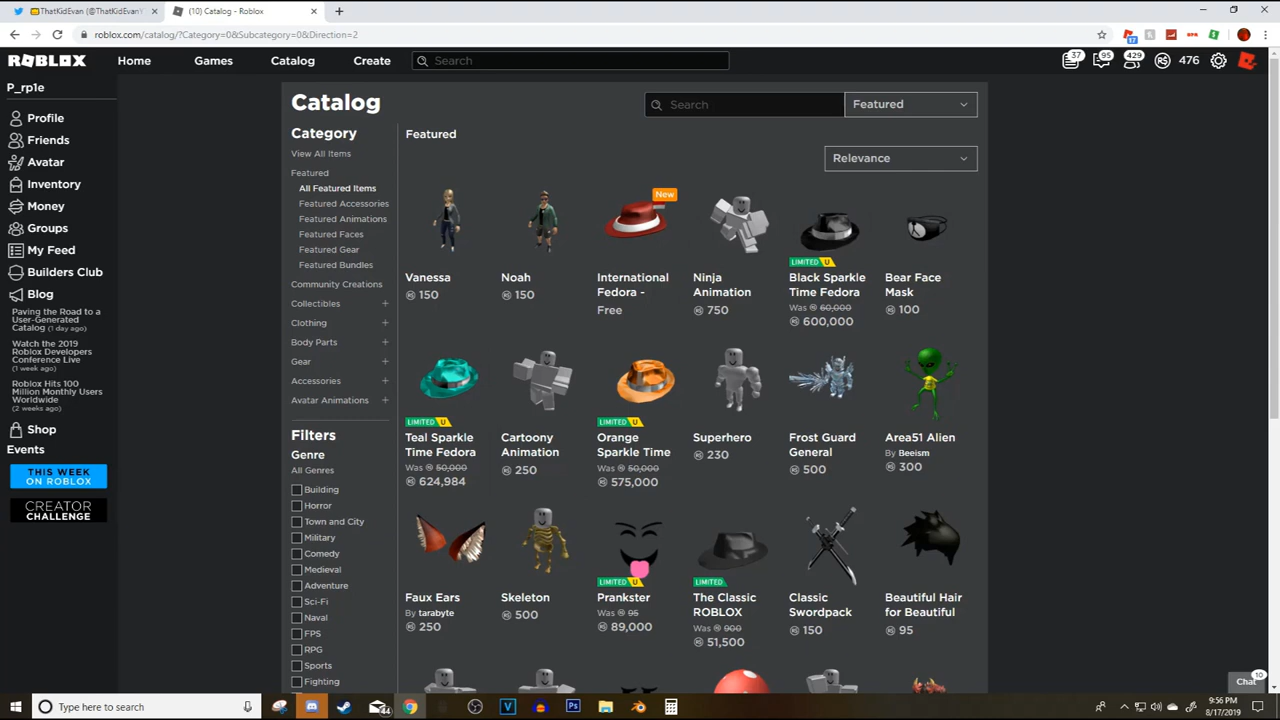 ThatKidEvan (@ThatKidEvanY
(10) Catalog - Roblox
roblox.com/catalog/?Category=0&Subcategory=0&Direction=2
ROBLOX
Home
Games
Catalog
Create
Search
37
95
429
476
P_rp1e
Profile
Friends
Avatar
Inventory
Money
Groups
My Feed
Builders Club
Blog
Paving the Road to a
User-Generated
Catalog (1 day ago)
Watch the 2019
Roblox Developers
Conference Live
(1 week ago)
Roblox Hits 100
Million Monthly Users
Worldwide
(2 weeks ago)
Shop
Events
THIS WEEK
ON ROBLOX
CREATOR
CHALLENGE
Catalog
Search
Featured
Category
View All Items
Featured
All Featured Items
Featured Accessories
Featured Animations
Featured Faces
Featured Gear
Featured Bundles
Community Creations
Collectibles +
Clothing +
Body Parts +
Gear +
Accessories +
Avatar Animations +
Filters
Genre
All Genres
Building
Horror
Town and City
Military
Comedy
Medieval
Adventure
Sci-Fi
Naval
FPS
RPG
Sports
Fighting
Featured
Relevance
Vanessa
150
Noah
150
New
International
Fedora -
Free
Ninja
Animation
750
LIMITED U
Black Sparkle
Time Fedora
Was 60,000
600,000
Bear Face
Mask
100
LIMITED U
Teal Sparkle
Time Fedora
Was 50,000
624,984
Cartoony
Animation
250
LIMITED U
Orange
Sparkle Time
Was 50,000
575,000
Superhero
230
Frost Guard
General
500
Area51 Alien
By Beeism
300
Faux Ears
By tarabyte
250
Skeleton
500
LIMITED U
Prankster
Was 95
89,000
LIMITED
The Classic
ROBLOX
Was 900
51,500
Classic
Swordpack
150
Beautiful Hair
for Beautiful
95
Chat
10
Type here to search
44
9:56 PM
8/17/2019